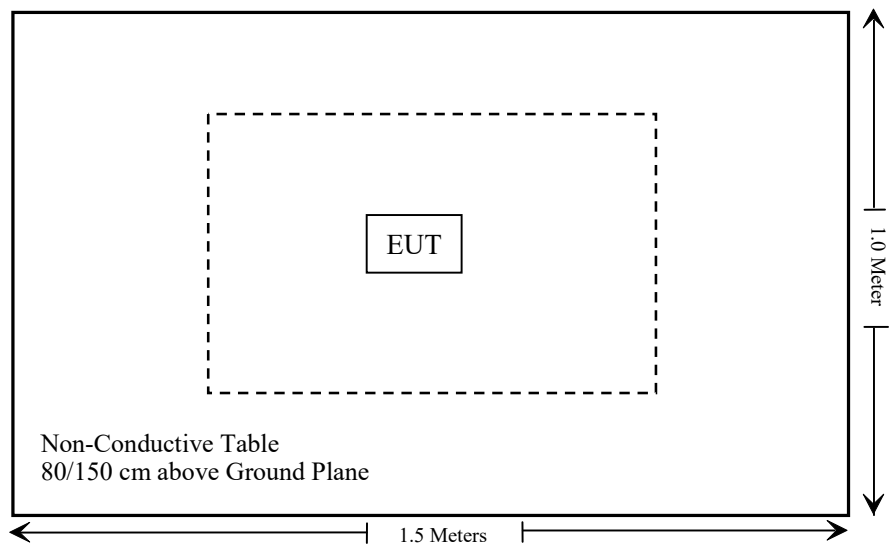 EUT
1.0 Meter
Non-Conductive Table
80/150 cm above Ground Plane
1.5 Meters